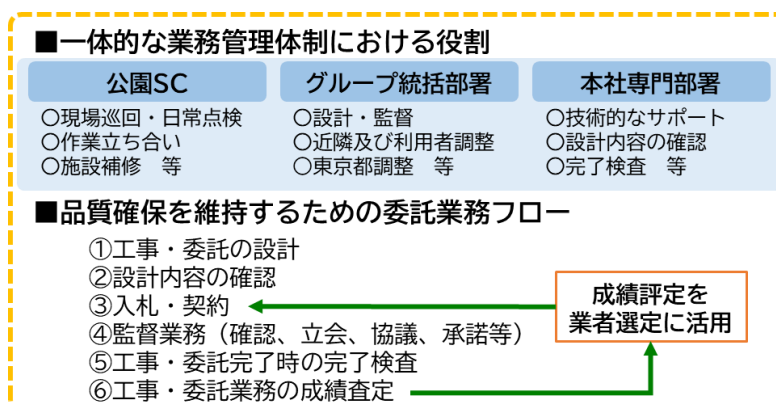 ■一体的な業務管理体制における役割
公園SC
〇現場巡回・日常点検
〇作業立ち合い
〇施設補修 等
グループ統括部署
〇設計・監督
〇近隣及び利用者調整
〇東京都調整 等
本社専門部署
〇技術的なサポート
〇設計内容の確認
〇完了検査 等
■品質確保を維持するための委託業務フロー
①工事・委託の設計
②設計内容の確認
③入札・契約
④監督業務（確認、立会、協議、承諾等）
⑤工事・委託完了時の完了検査
⑥工事・委託業務の成績査定
成績評定を
業者選定に活用